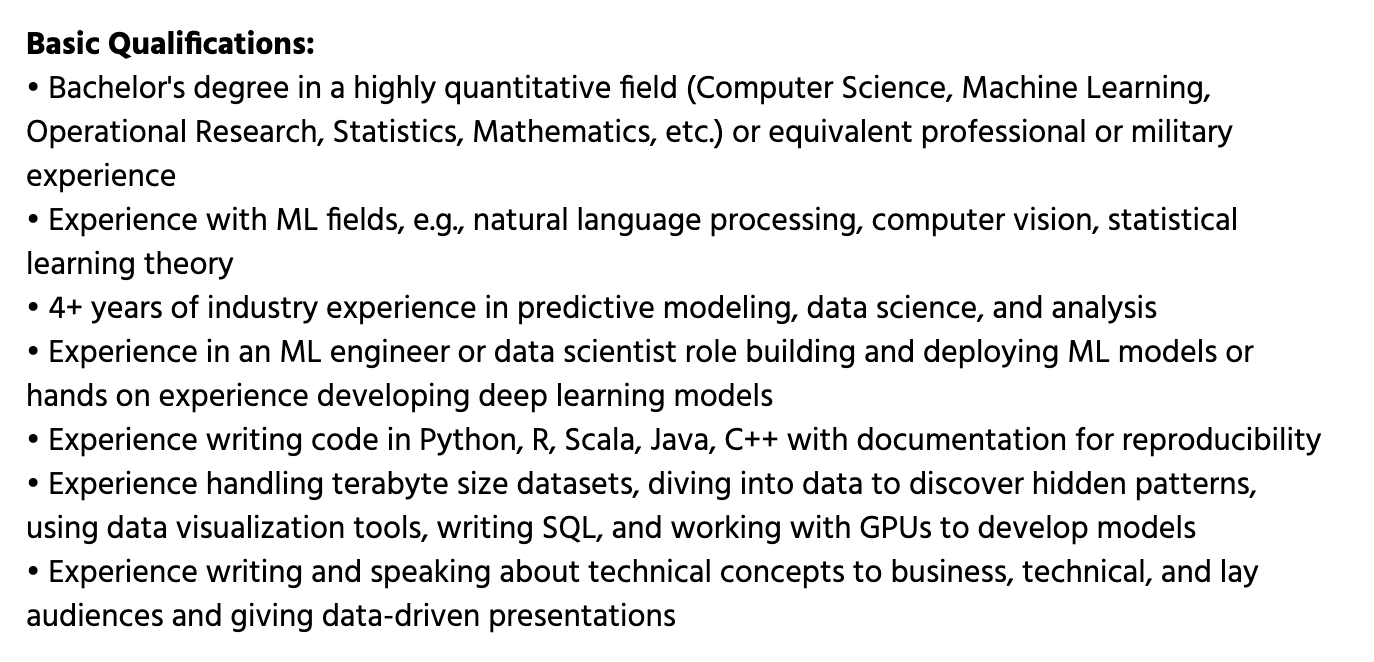 Basic Qualifications:
• Bachelor's degree in a highly quantitative field (Computer Science, Machine Learning,
Operational Research, Statistics, Mathematics, etc.) or equivalent professional or military
experience
• Experience with ML fields, e.g., natural language processing, computer vision, statistical
learning theory
• 4+ years of industry experience in predictive modeling, data science, and analysis
• Experience in an ML engineer or data scientist role building and deploying ML models or
hands on experience developing deep learning models
• Experience writing code in Python, R, Scala, Java, C++ with documentation for reproducibility
• Experience handling terabyte size datasets, diving into data to discover hidden patterns,
using data visualization tools, writing SQL, and working with GPUs to develop models
• Experience writing and speaking about technical concepts to business, technical, and lay
audiences and giving data-driven presentations